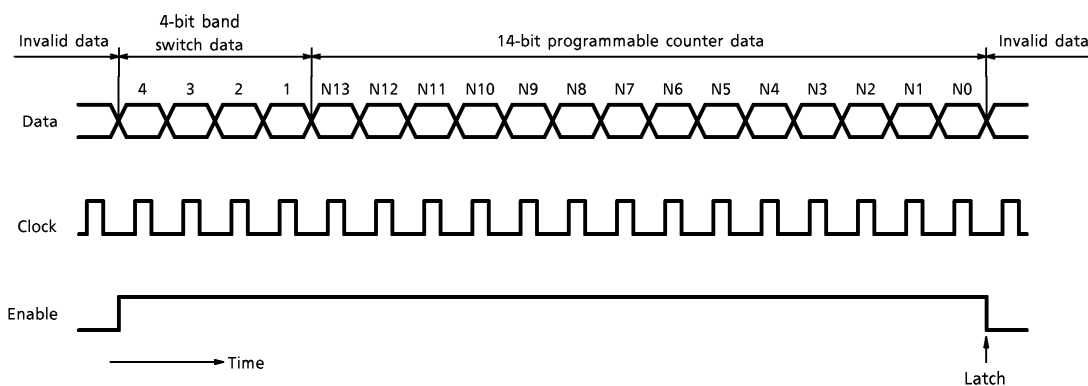 4-bit band
switch data
Invalid data
14-bit programmable counter data
Invalid data
4 3 2 1 N13 N12 N11 N10 N9 N8 N7 N6 N5 N4 N3 N2 N1 N0
Data
Clock
Enable
Time
Latch